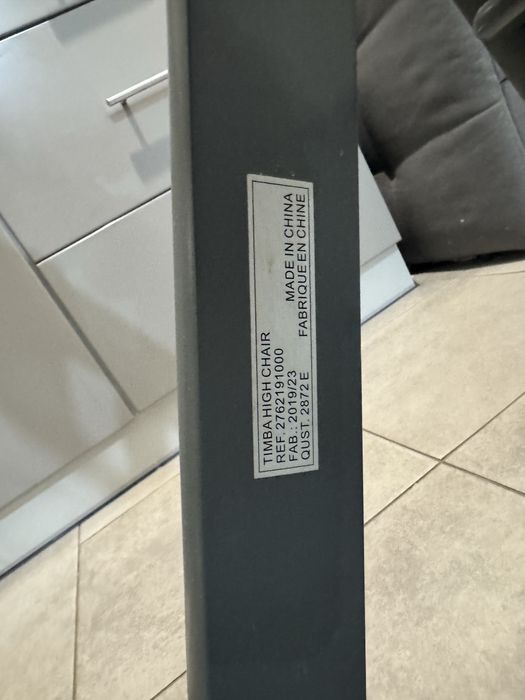 TIMBA HIGH CHAIR
REF. 2762191000
FAB.: 2019/23 MADE IN CHINA
QUST. 2872 E FABRIQUE EN CHINE